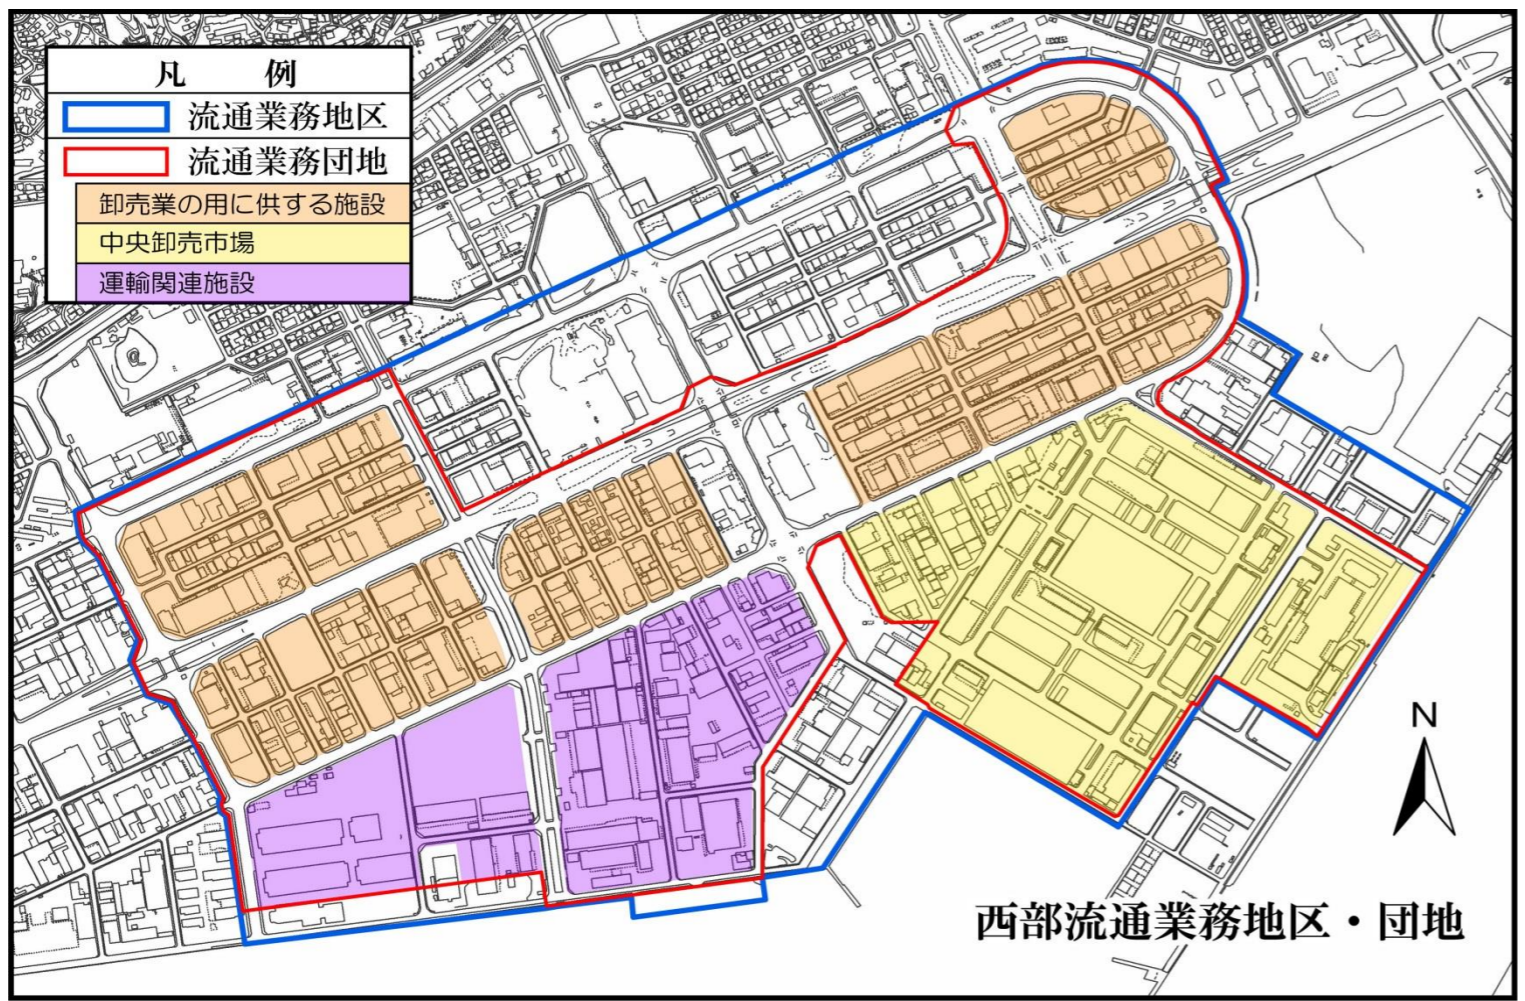 凡 例
流通業務地区
流通業務団地
卸売業の用に供する施設
中央卸売市場
運輸関連施設
N
西部流通業務地区・団地